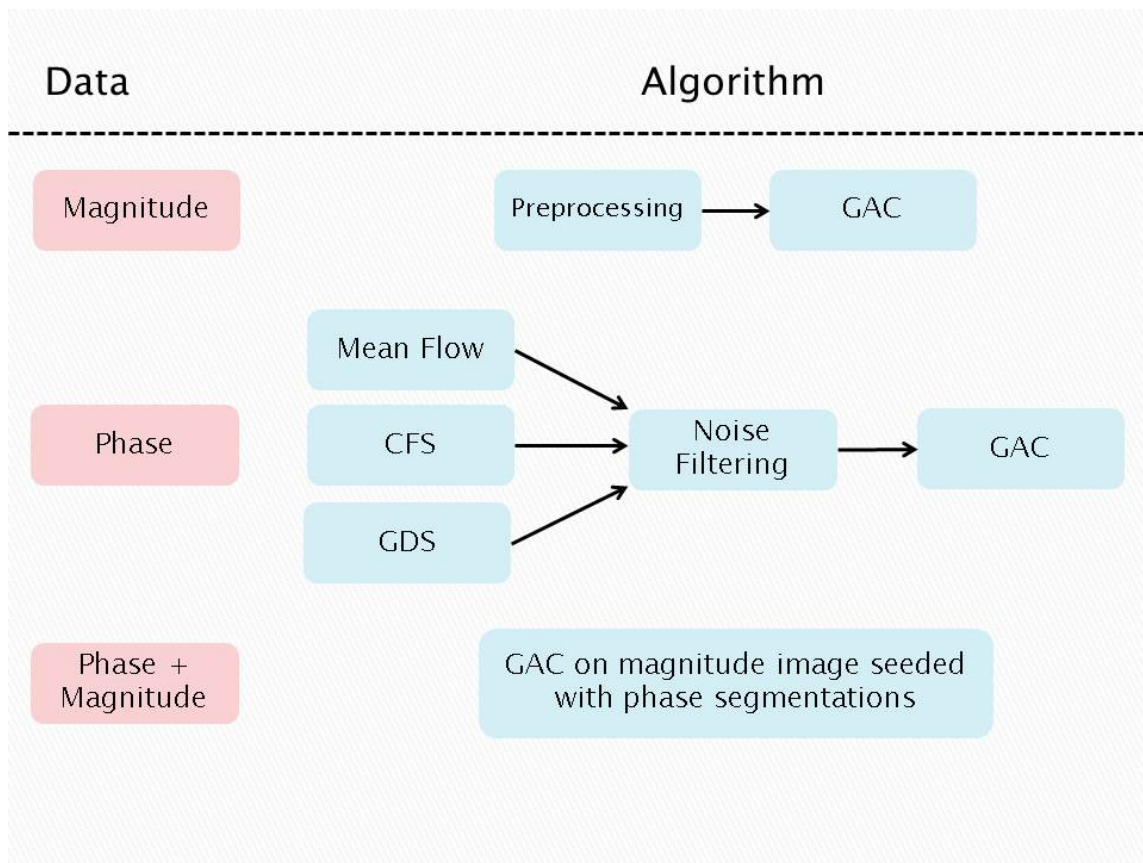 Data
Algorithm
Magnitude
Preprocessing
GAC
Mean Flow
Phase
CFS
Noise
Filtering
GAC
GDS
Phase +
Magnitude
GAC on magnitude image seeded
with phase segmentations